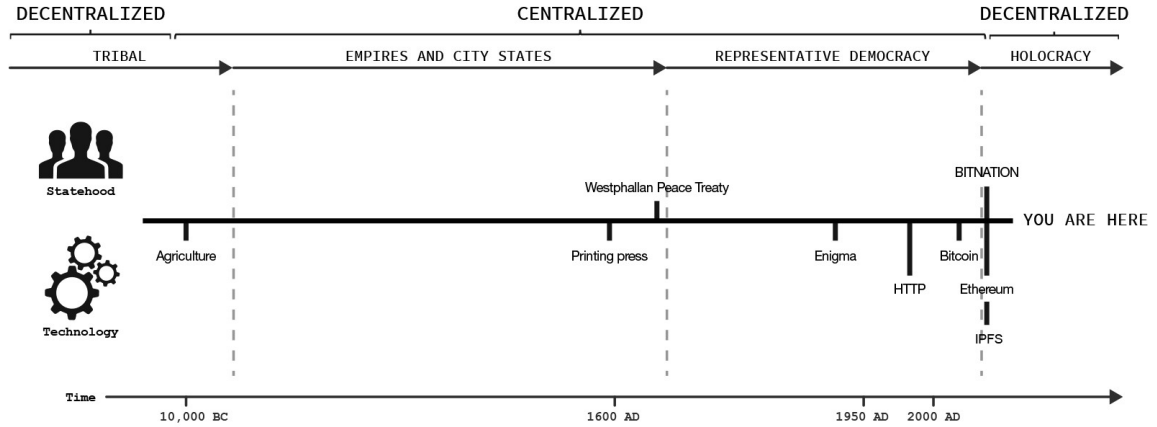 DECENTRALIZED CENTRALIZED DECENTRALIZED
TRIBAL EMPIRES AND CITY STATES REPRESENTATIVE DEMOCRACY HOLOCRACY
BITNATION
Statehood Westphallan Peace Treaty
YOU ARE HERE
Agriculture Printing press Enigma Bitcoin
HTTP Ethereum
Technology IPFS
Time
10,000 BC 1600 AD 1950 AD 2000 AD